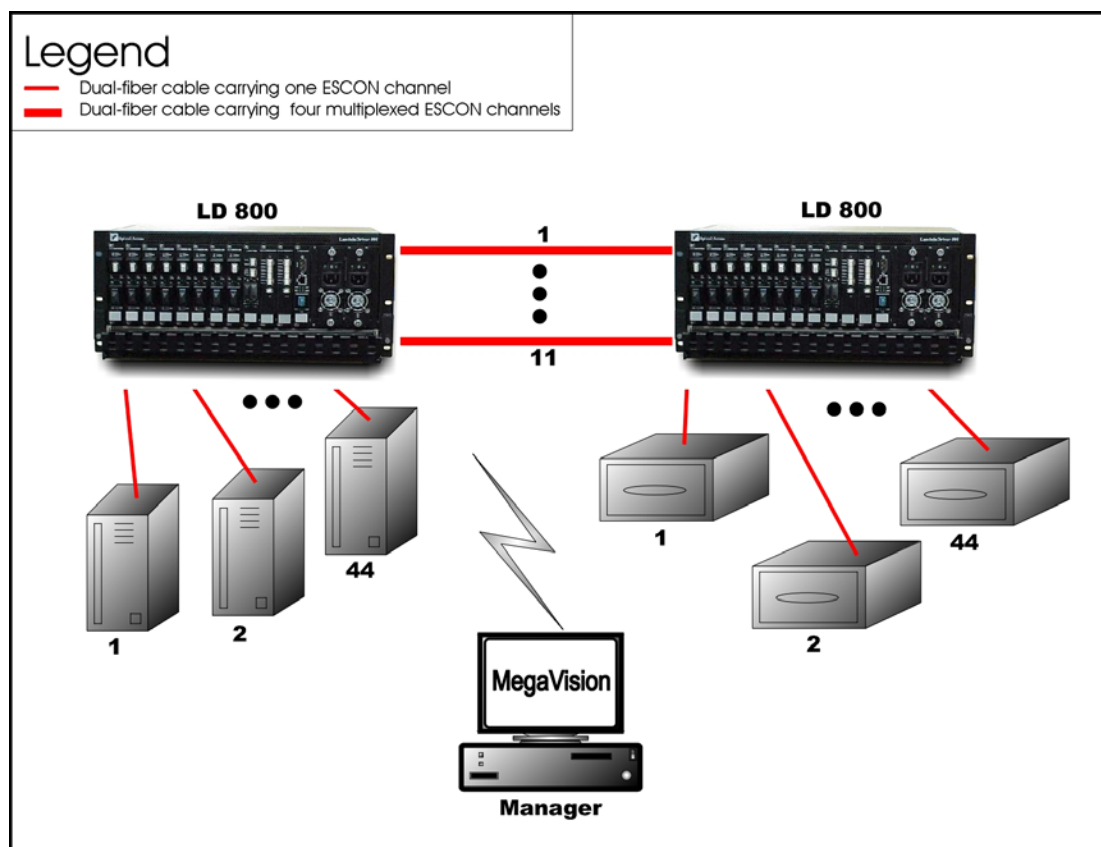 Legend
Dual-fiber cable carrying one ESCON channel
Dual-fiber cable carrying four multiplexed ESCON channels
LD 800
LD 800
1
11
1
2
44
1
2
44
MegaVision
Manager